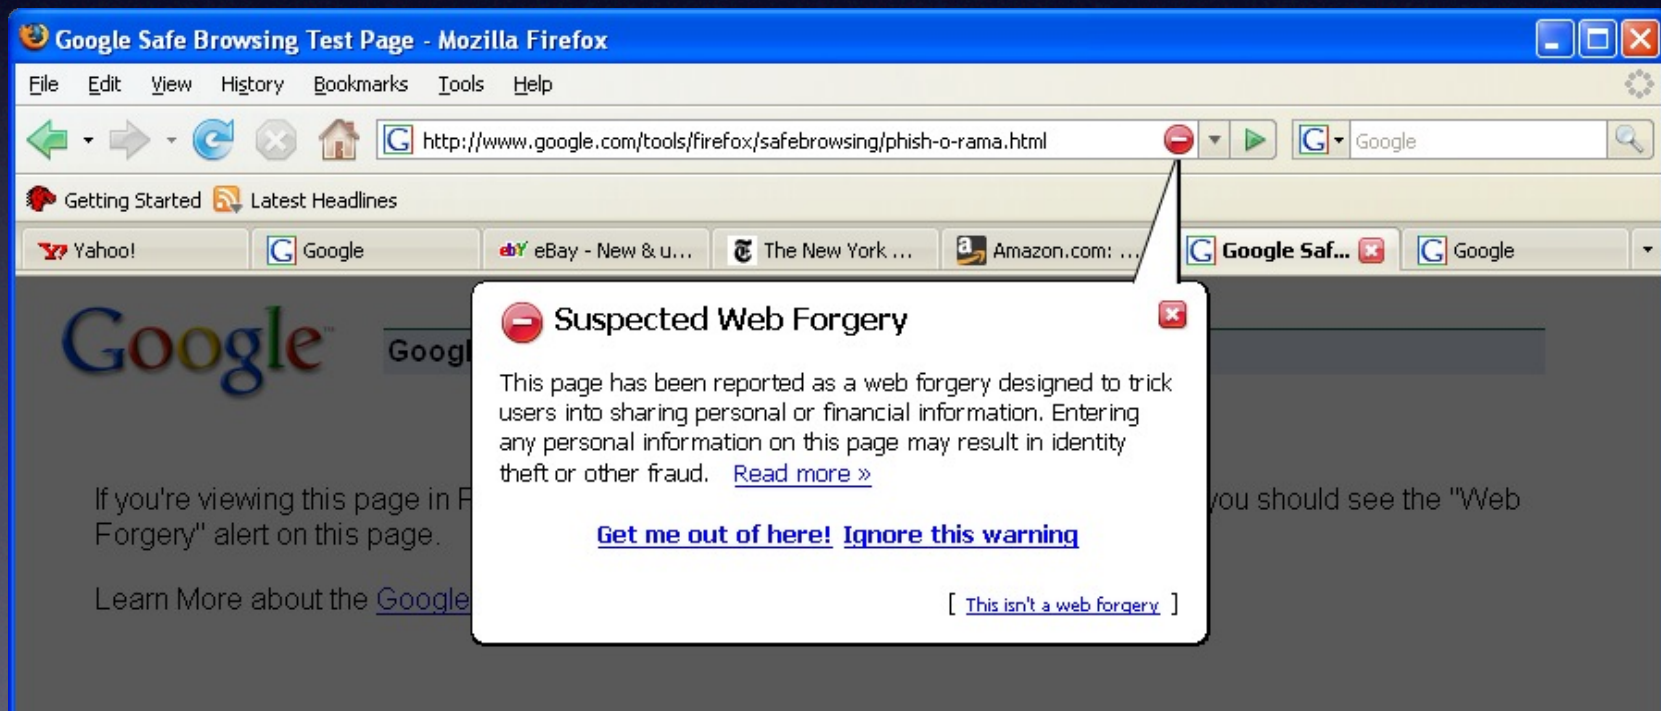 Google Safe Browsing Test Page - Mozilla Firefox
File Edit View History Bookmarks Tools Help
http://www.google.com/tools/firefox/safebrowsing/phish-o-rama.html Google
Getting Started Latest Headlines
Yahoo! Google eBay - New & u... The New York ... Amazon.com: ... Google Saf... Google
Google™ Googl
Suspected Web Forgery
This page has been reported as a web forgery designed to trick
users into sharing personal or financial information. Entering
any personal information on this page may result in identity
theft or other fraud. Read more »
Get me out of here! Ignore this warning
[ This isn't a web forgery ]
If you're viewing this page in F you should see the "Web
Forgery" alert on this page.
Learn More about the Google